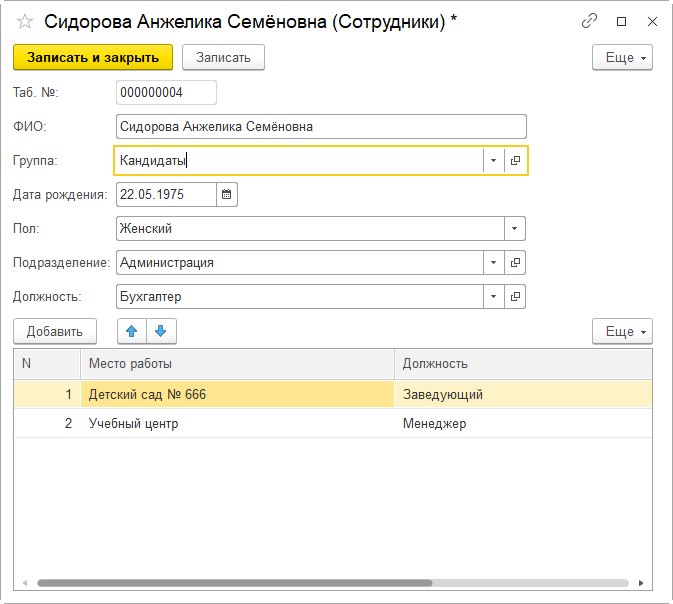 Сидорова Анжелика Семёновна (Сотрудники) *
Записать и закрыть Записать Еще
Таб. №: 000000004
ФИО: Сидорова Анжелика Семёновна
Группа: Кандидаты
Дата рождения: 22.05.1975
Пол: Женский
Подразделение: Администрация
Должность: Бухгалтер
Добавить Еще
N Место работы Должность
1 Детский сад № 666 Заведующий
2 Учебный центр Менеджер